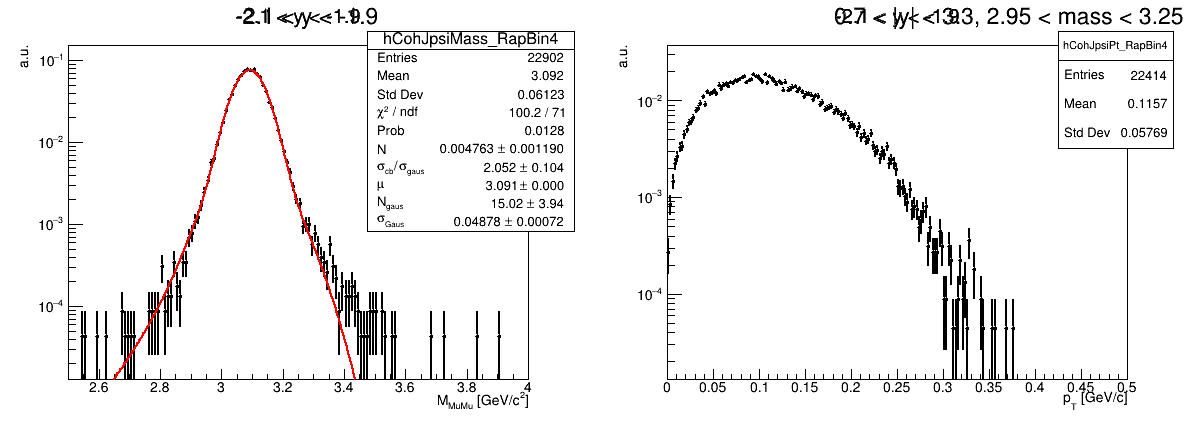 a.u.
hCohJpsiMass_RapBin4
Entries 22902
Mean 3.092
Std Dev 0.06123
χ² / ndf 100.2 / 71
Prob 0.0128
N 0.004763 ± 0.001190
σcb/σgaus 2.052 ± 0.104
μ 3.091 ± 0.000
Ngaus 15.02 ± 3.94
σGaus 0.04878 ± 0.00072
10⁻¹
10⁻²
10⁻³
10⁻⁴
2.6 2.8 3 3.2 3.4 3.6 3.8 4
MMuMu [GeV/c²]
3, 2.95 < mass < 3.25
a.u.
hCohJpsiPt_RapBin4
Entries 22414
Mean 0.1157
Std Dev 0.05769
10⁻²
10⁻³
10⁻⁴
0 0.05 0.1 0.15 0.2 0.25 0.3 0.35 0.4 0.45 0.5
pT [GeV/c]